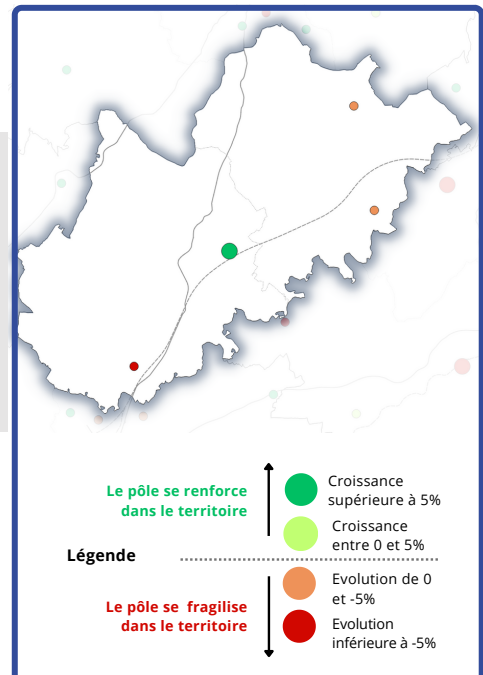 Le pôle se renforce
dans le territoire
Croissance
supérieure à 5%
Croissance
entre 0 et 5%
Légende
Le pôle se fragilise
dans le territoire
Evolution de 0
et -5%
Evolution
inférieure à -5%